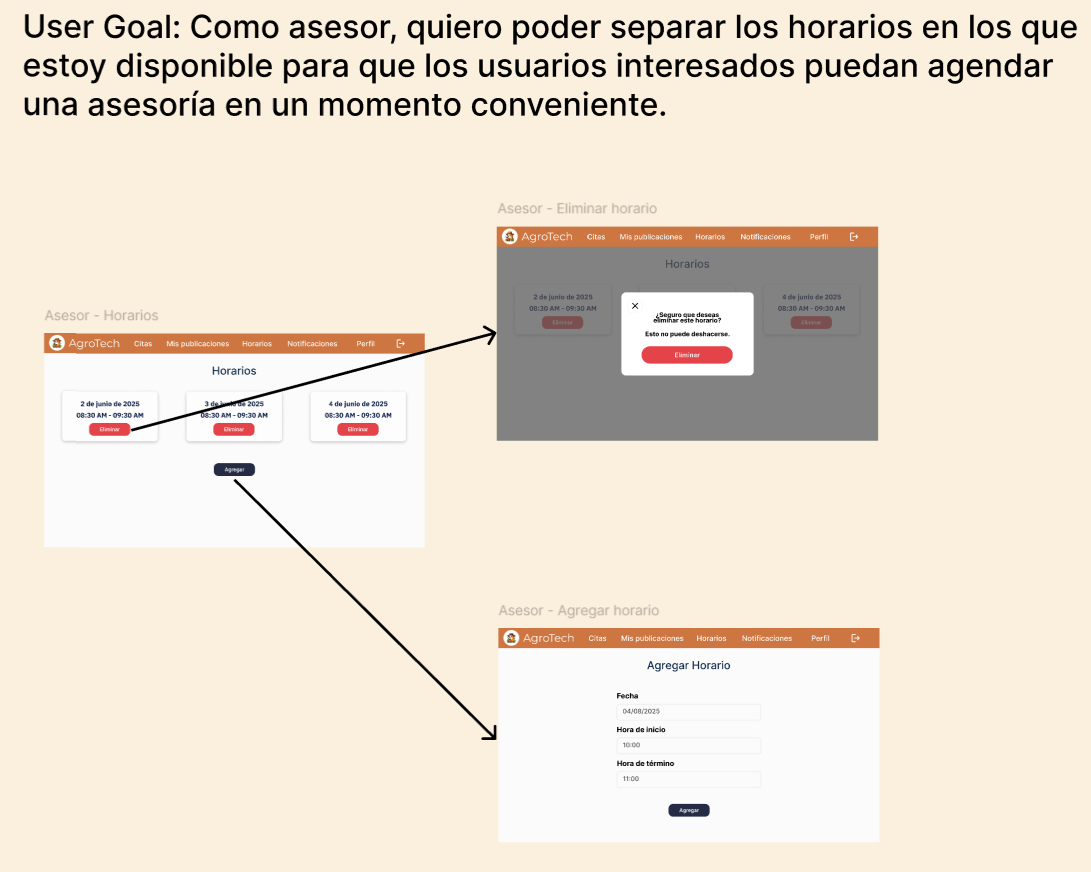 User Goal: Como asesor, quiero poder separar los horarios en los que
estoy disponible para que los usuarios interesados puedan agendar
una asesoría en un momento conveniente.
Asesor - Eliminar horario
AgroTech Citas Mis publicaciones Horarios Notificaciones Perfil
Horarios
2 de junio de 2025
08:30 AM - 09:30 AM
Eliminar
4 de junio de 2025
08:30 AM - 09:30 AM
Eliminar
¿Seguro que deseas
eliminar este horario?
Esto no puede deshacerse.
Eliminar
Asesor - Horarios
AgroTech Citas Mis publicaciones Horarios Notificaciones Perfil
Horarios
2 de junio de 2025
08:30 AM - 09:30 AM
Eliminar
3 de junio de 2025
08:30 AM - 09:30 AM
Eliminar
4 de junio de 2025
08:30 AM - 09:30 AM
Eliminar
Agregar
Asesor - Agregar horario
AgroTech Citas Mis publicaciones Horarios Notificaciones Perfil
Agregar Horario
Fecha
04/08/2025
Hora de inicio
10:00
Hora de término
11:00
Agregar